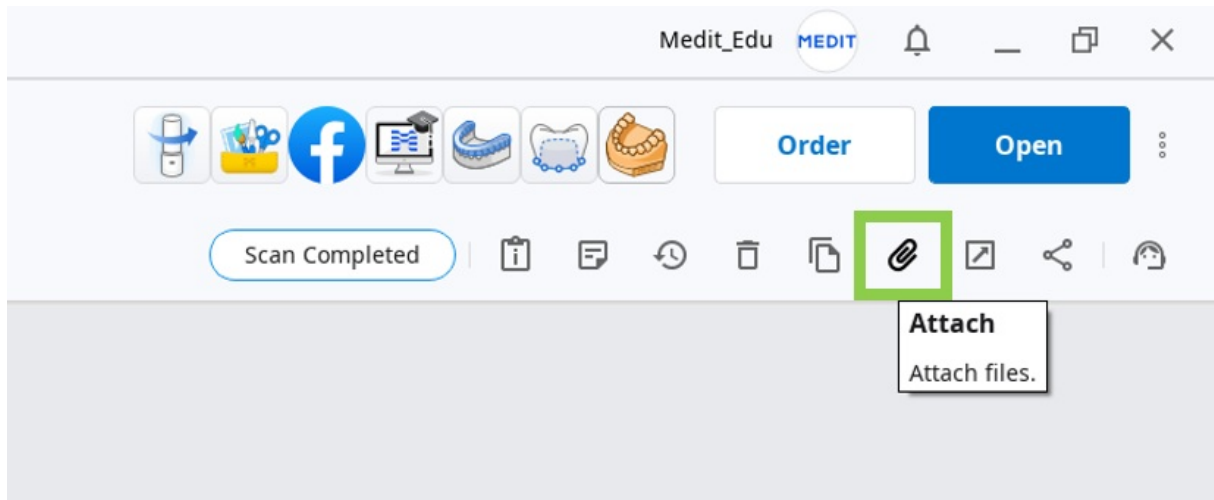 Medit_Edu MEDIT
Order Open
Scan Completed
Attach
Attach files.